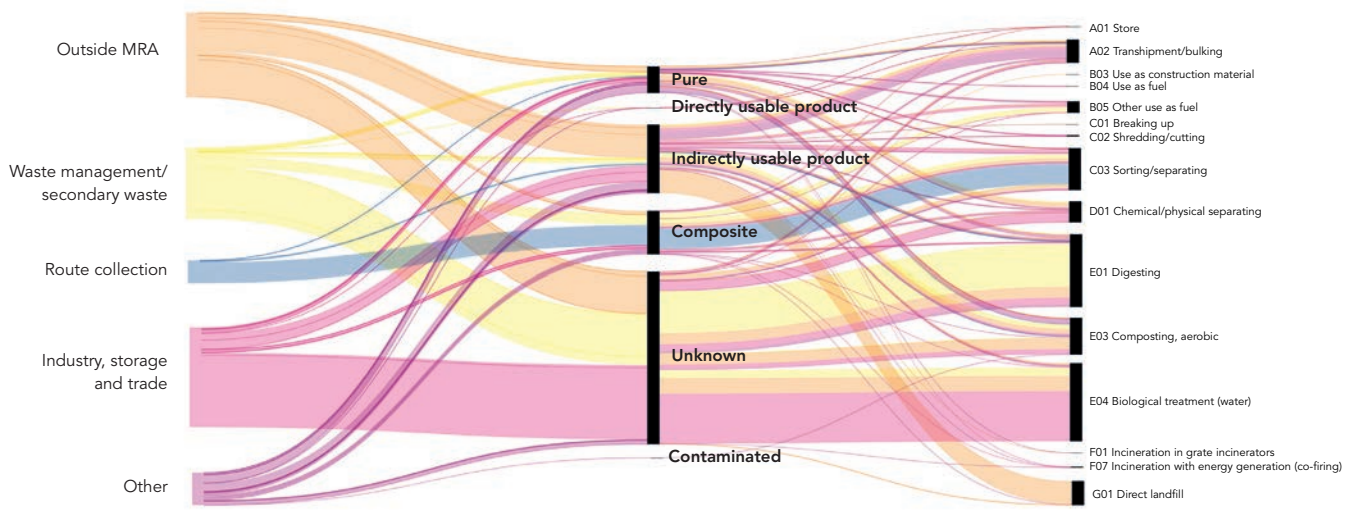 Outside MRA
Waste management/
secondary waste
Route collection
Industry, storage
and trade
Other
Pure
Directly usable product
Indirectly usable product
Composite
Unknown
Contaminated
A01 Store
A02 Transhipment/bulking
B03 Use as construction material
B04 Use as fuel
B05 Other use as fuel
C01 Breaking up
C02 Shredding/cutting
C03 Sorting/separating
D01 Chemical/physical separating
E01 Digesting
E03 Composting, aerobic
E04 Biological treatment (water)
F01 Incineration in grate incinerators
F07 Incineration with energy generation (co-firing)
G01 Direct landfill